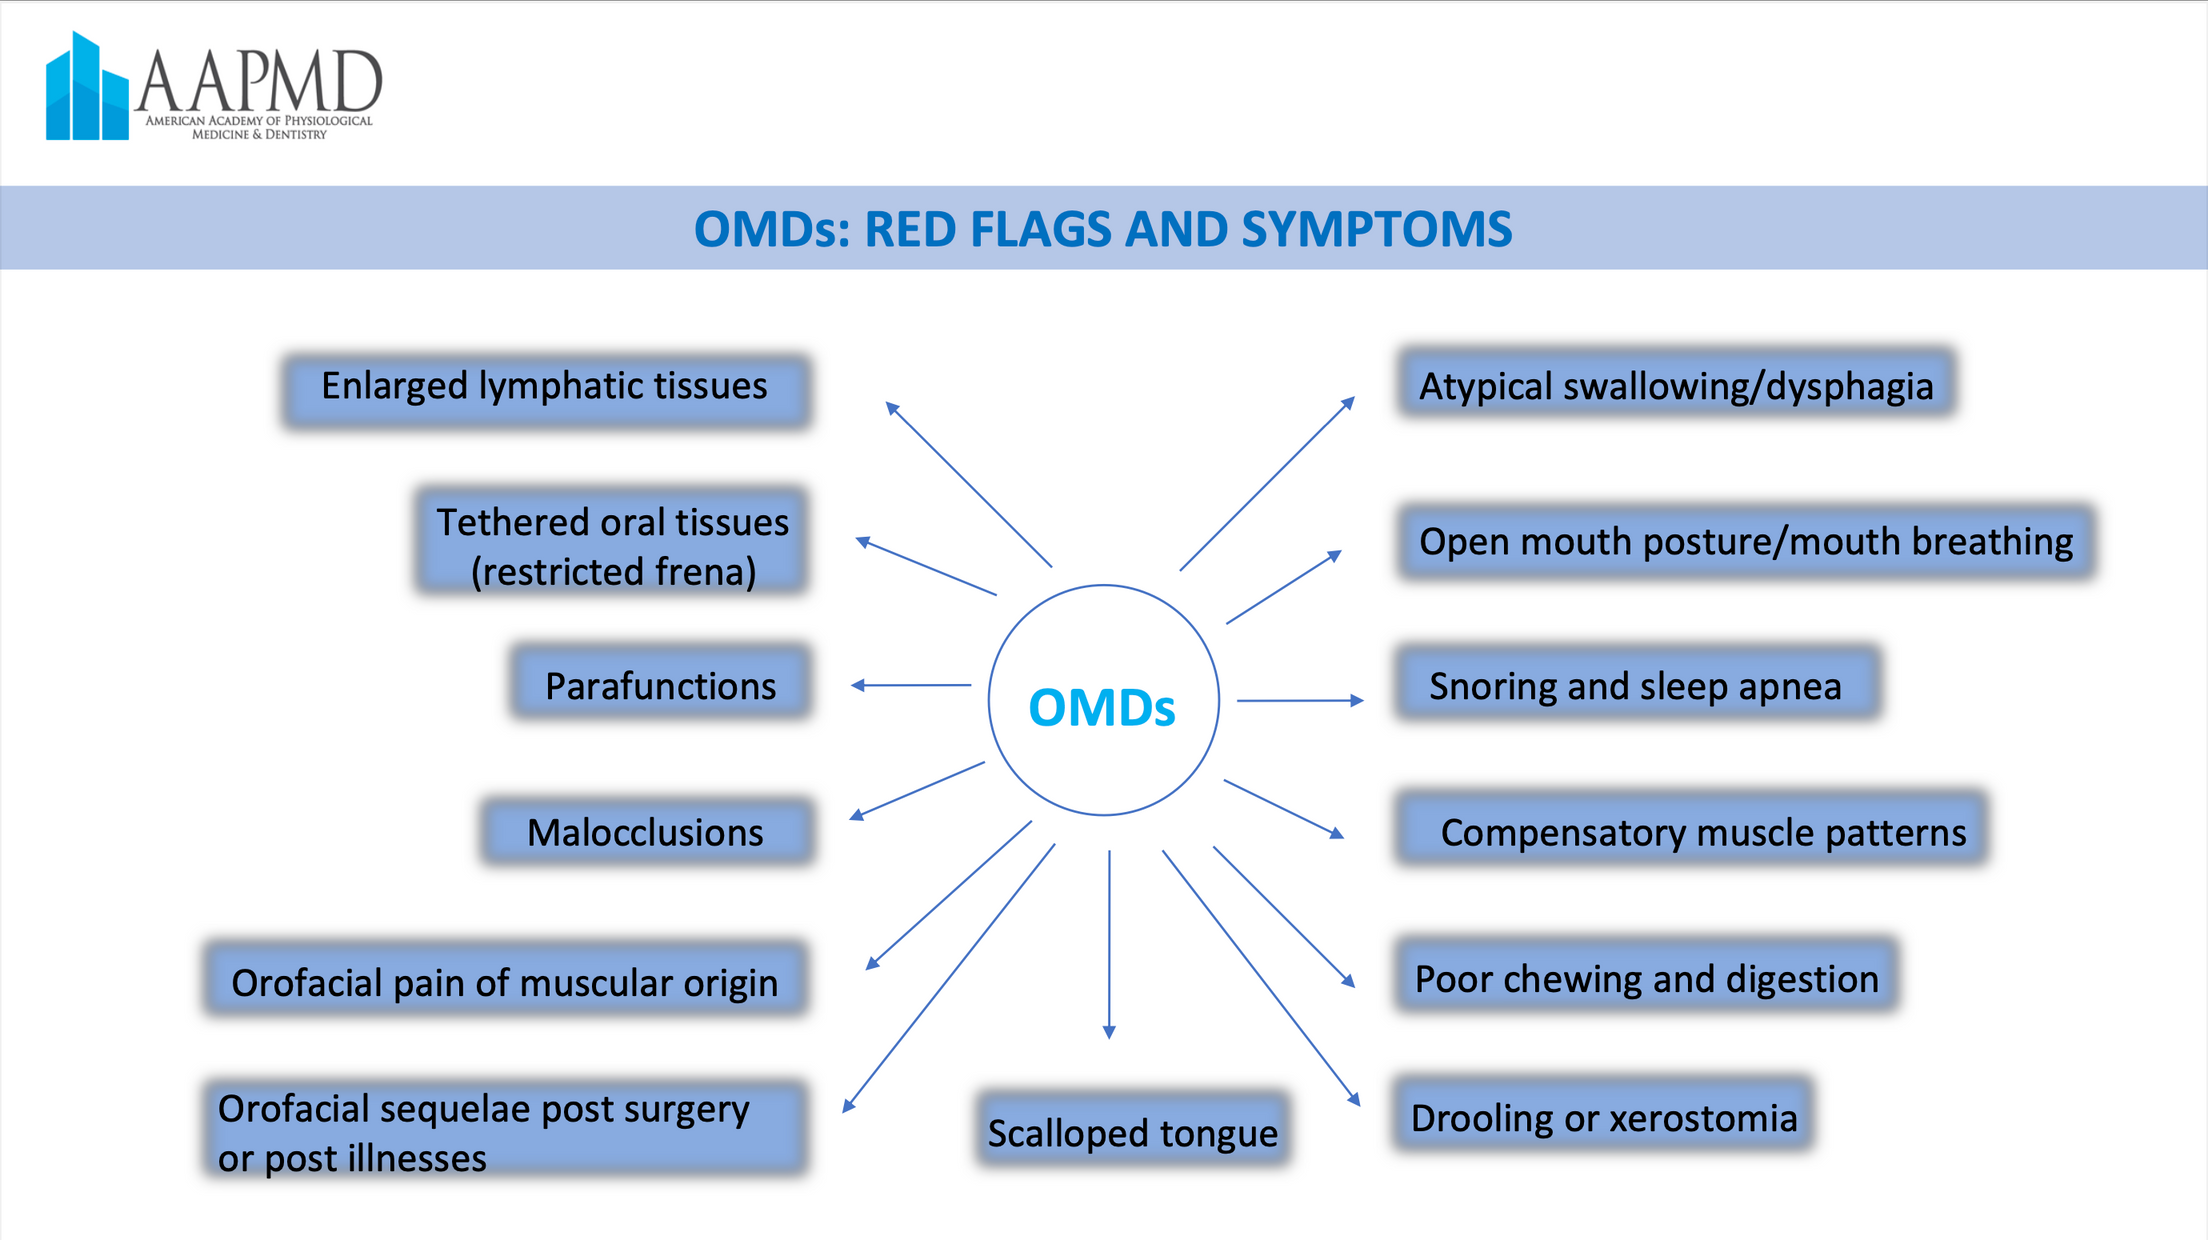 AAPMD
AMERICAN ACADEMY OF PHYSIOLOGICAL
MEDICINE & DENTISTRY
OMDs: RED FLAGS AND SYMPTOMS
Enlarged lymphatic tissues
Tethered oral tissues
(restricted frena)
Parafunctions
Malocclusions
Orofacial pain of muscular origin
Orofacial sequelae post surgery
or post illnesses
OMDs
Scalloped tongue
Atypical swallowing/dysphagia
Open mouth posture/mouth breathing
Snoring and sleep apnea
Compensatory muscle patterns
Poor chewing and digestion
Drooling or xerostomia